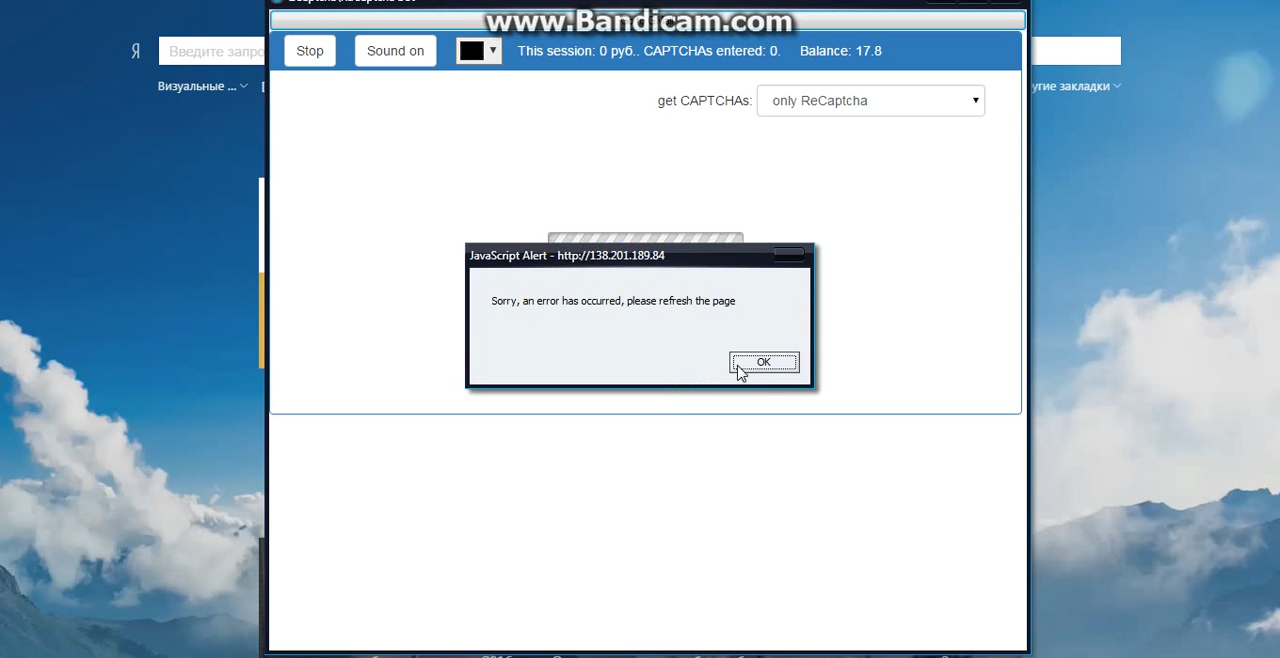 www.Bandicam.com
Stop
Sound on
This session: 0 руб.. CAPTCHAs entered: 0.
Balance: 17.8
Я
Введите запро
Визуальные ...
угие закладки
get CAPTCHAs:
only ReCaptcha
JavaScript Alert - http://138.201.189.84
Sorry, an error has occurred, please refresh the page
OK